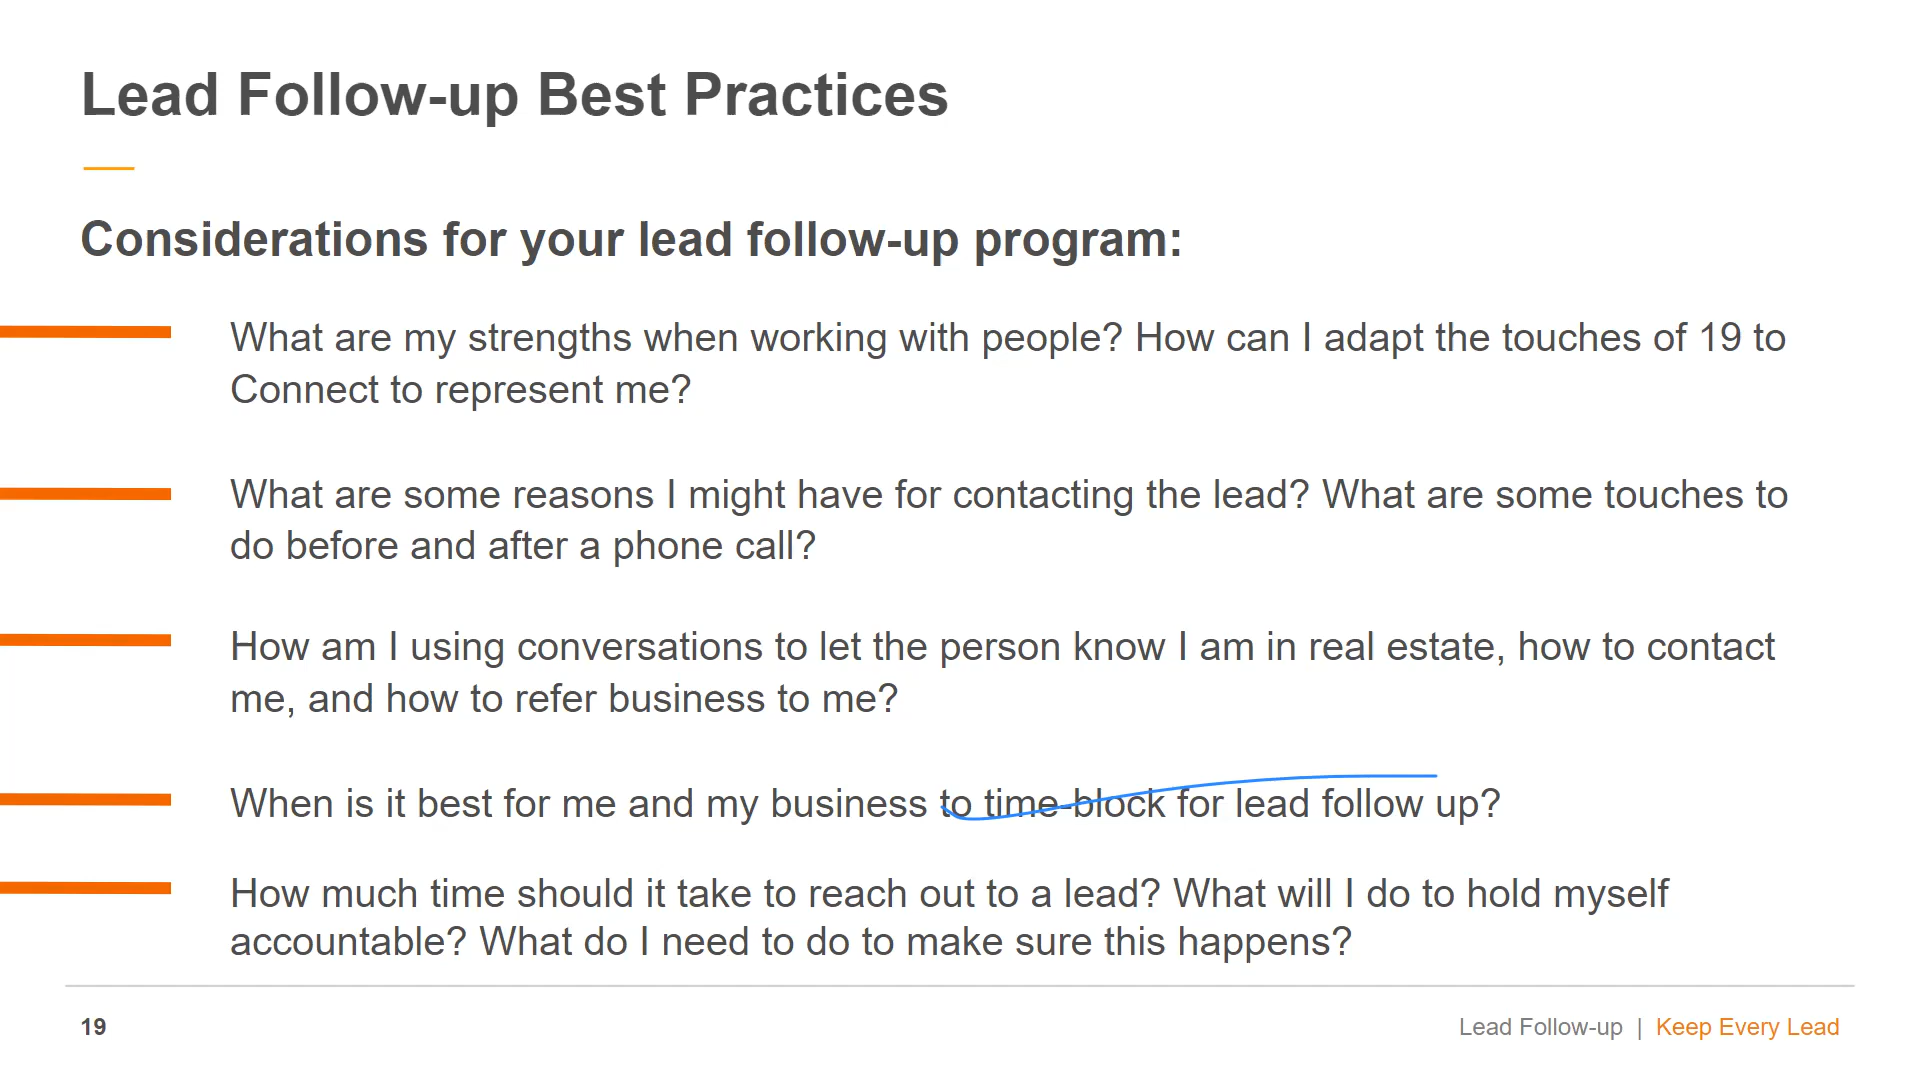 Lead Follow-up Best Practices
Considerations for your lead follow-up program:
What are my strengths when working with people? How can I adapt the touches of 19 to
Connect to represent me?
What are some reasons I might have for contacting the lead? What are some touches to
do before and after a phone call?
How am I using conversations to let the person know I am in real estate, how to contact
me, and how to refer business to me?
When is it best for me and my business to time-block for lead follow up?
How much time should it take to reach out to a lead? What will I do to hold myself
accountable? What do I need to do to make sure this happens?
19
Lead Follow-up | Keep Every Lead